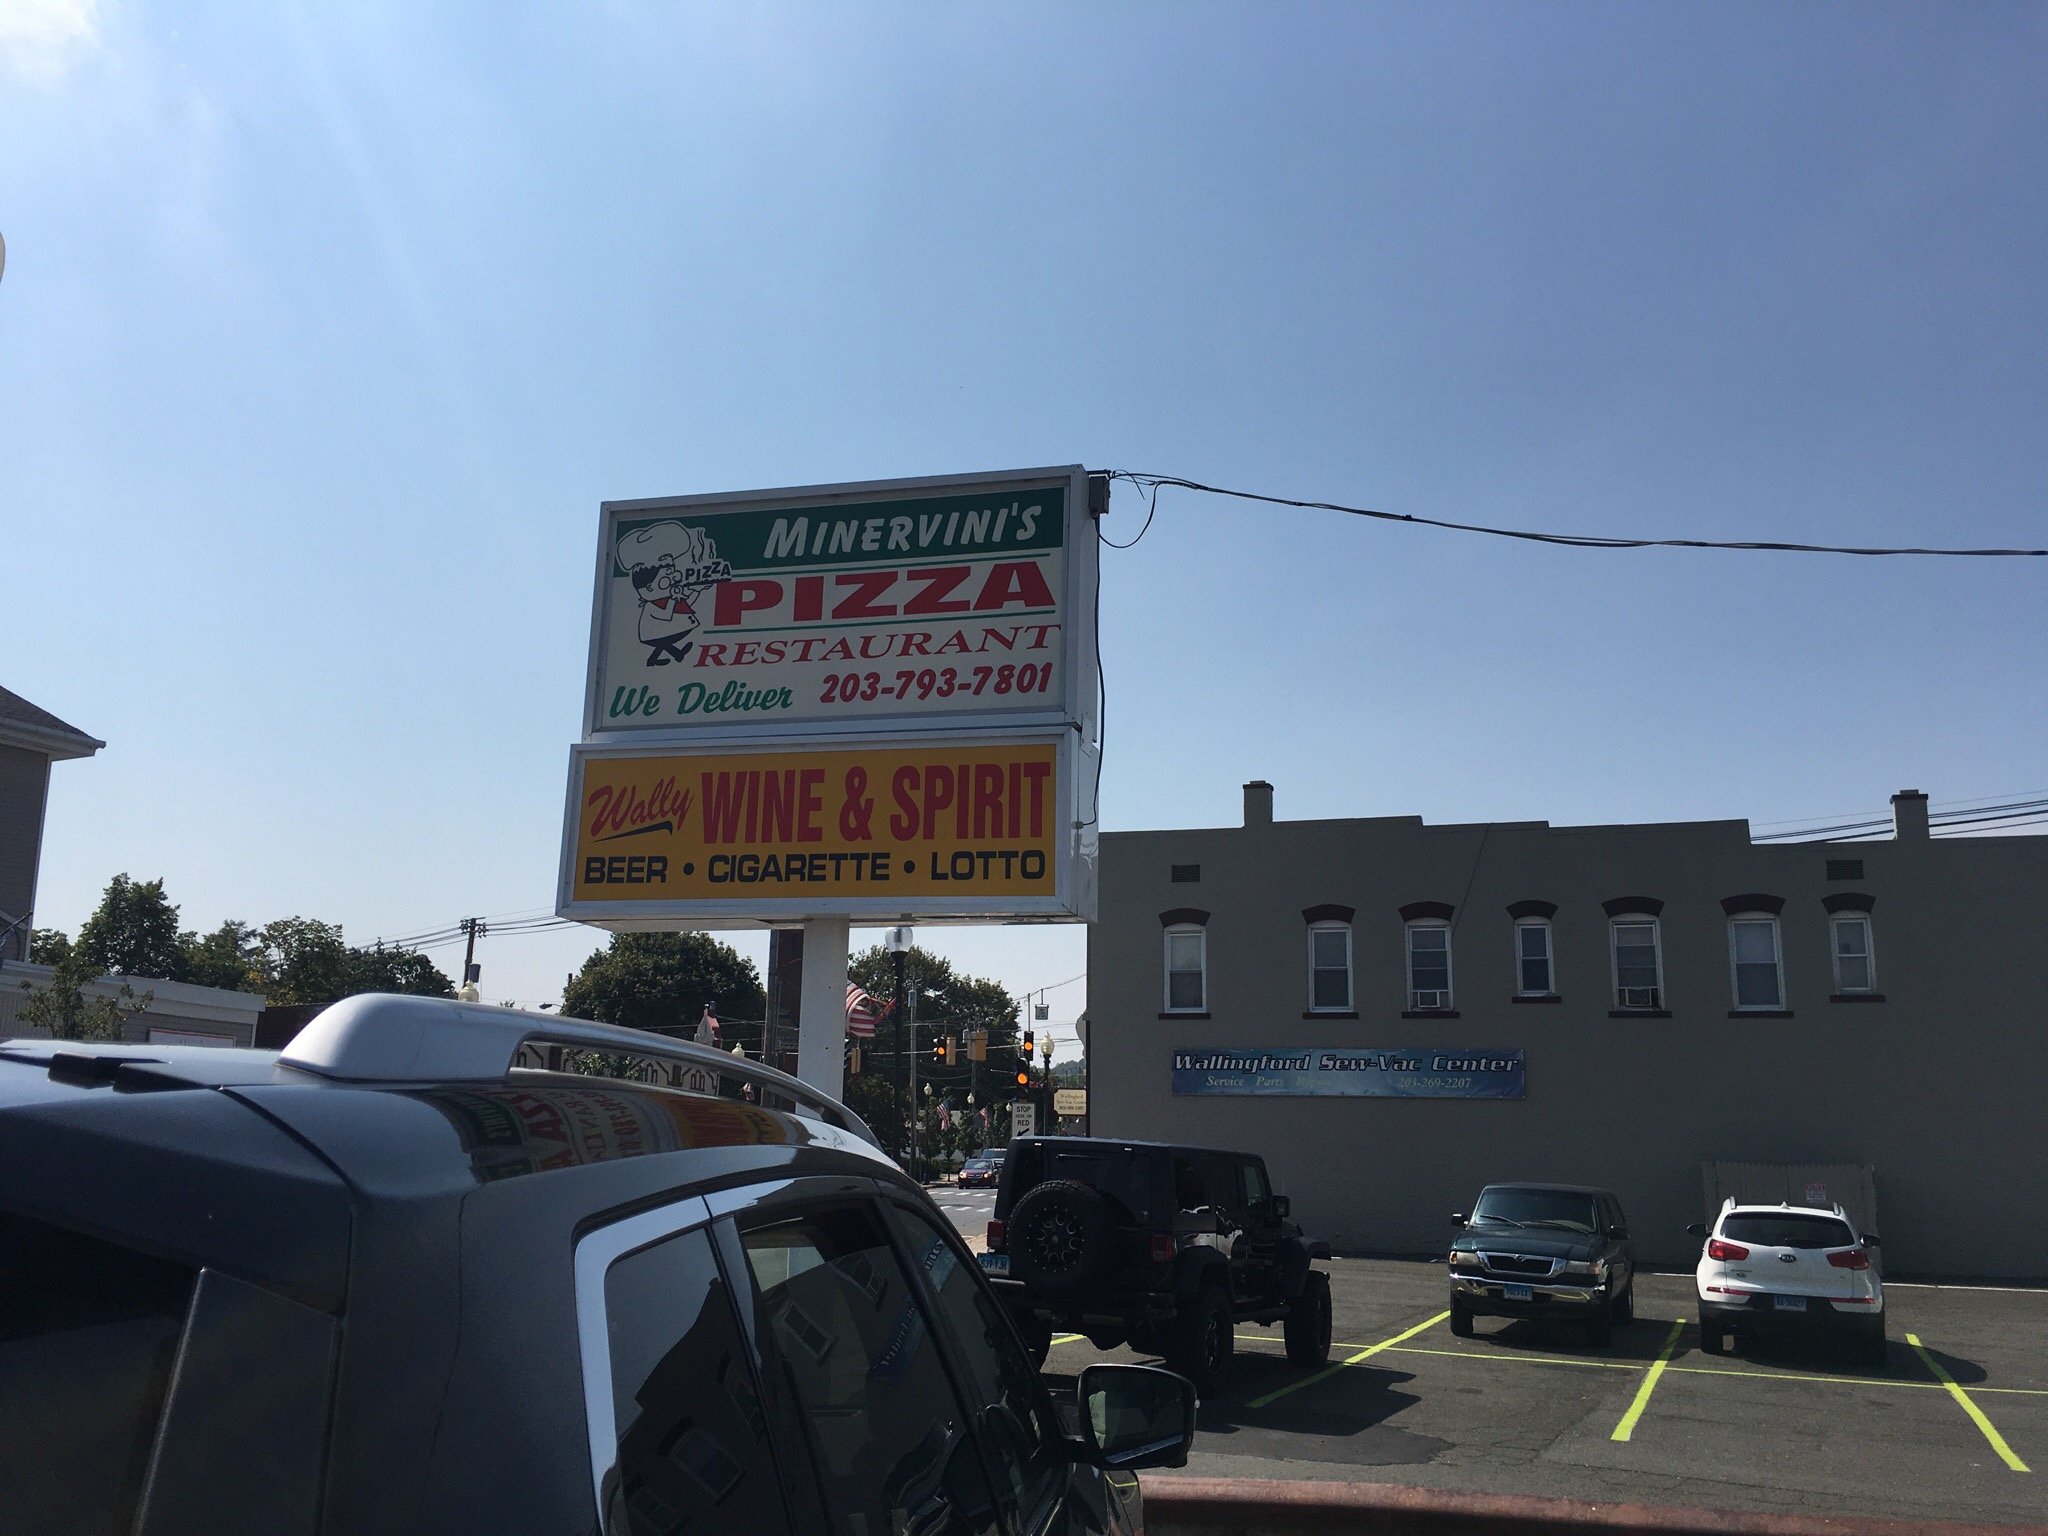 MINERVINI'S
PIZZA
PIZZA
RESTAURANT
We Deliver 203-793-7801
Wally WINE & SPIRIT
BEER • CIGARETTE • LOTTO
Wallingford Sew-Vac Center
Service Parts Repair 203-269-2207
STOP
HERE ON
RED